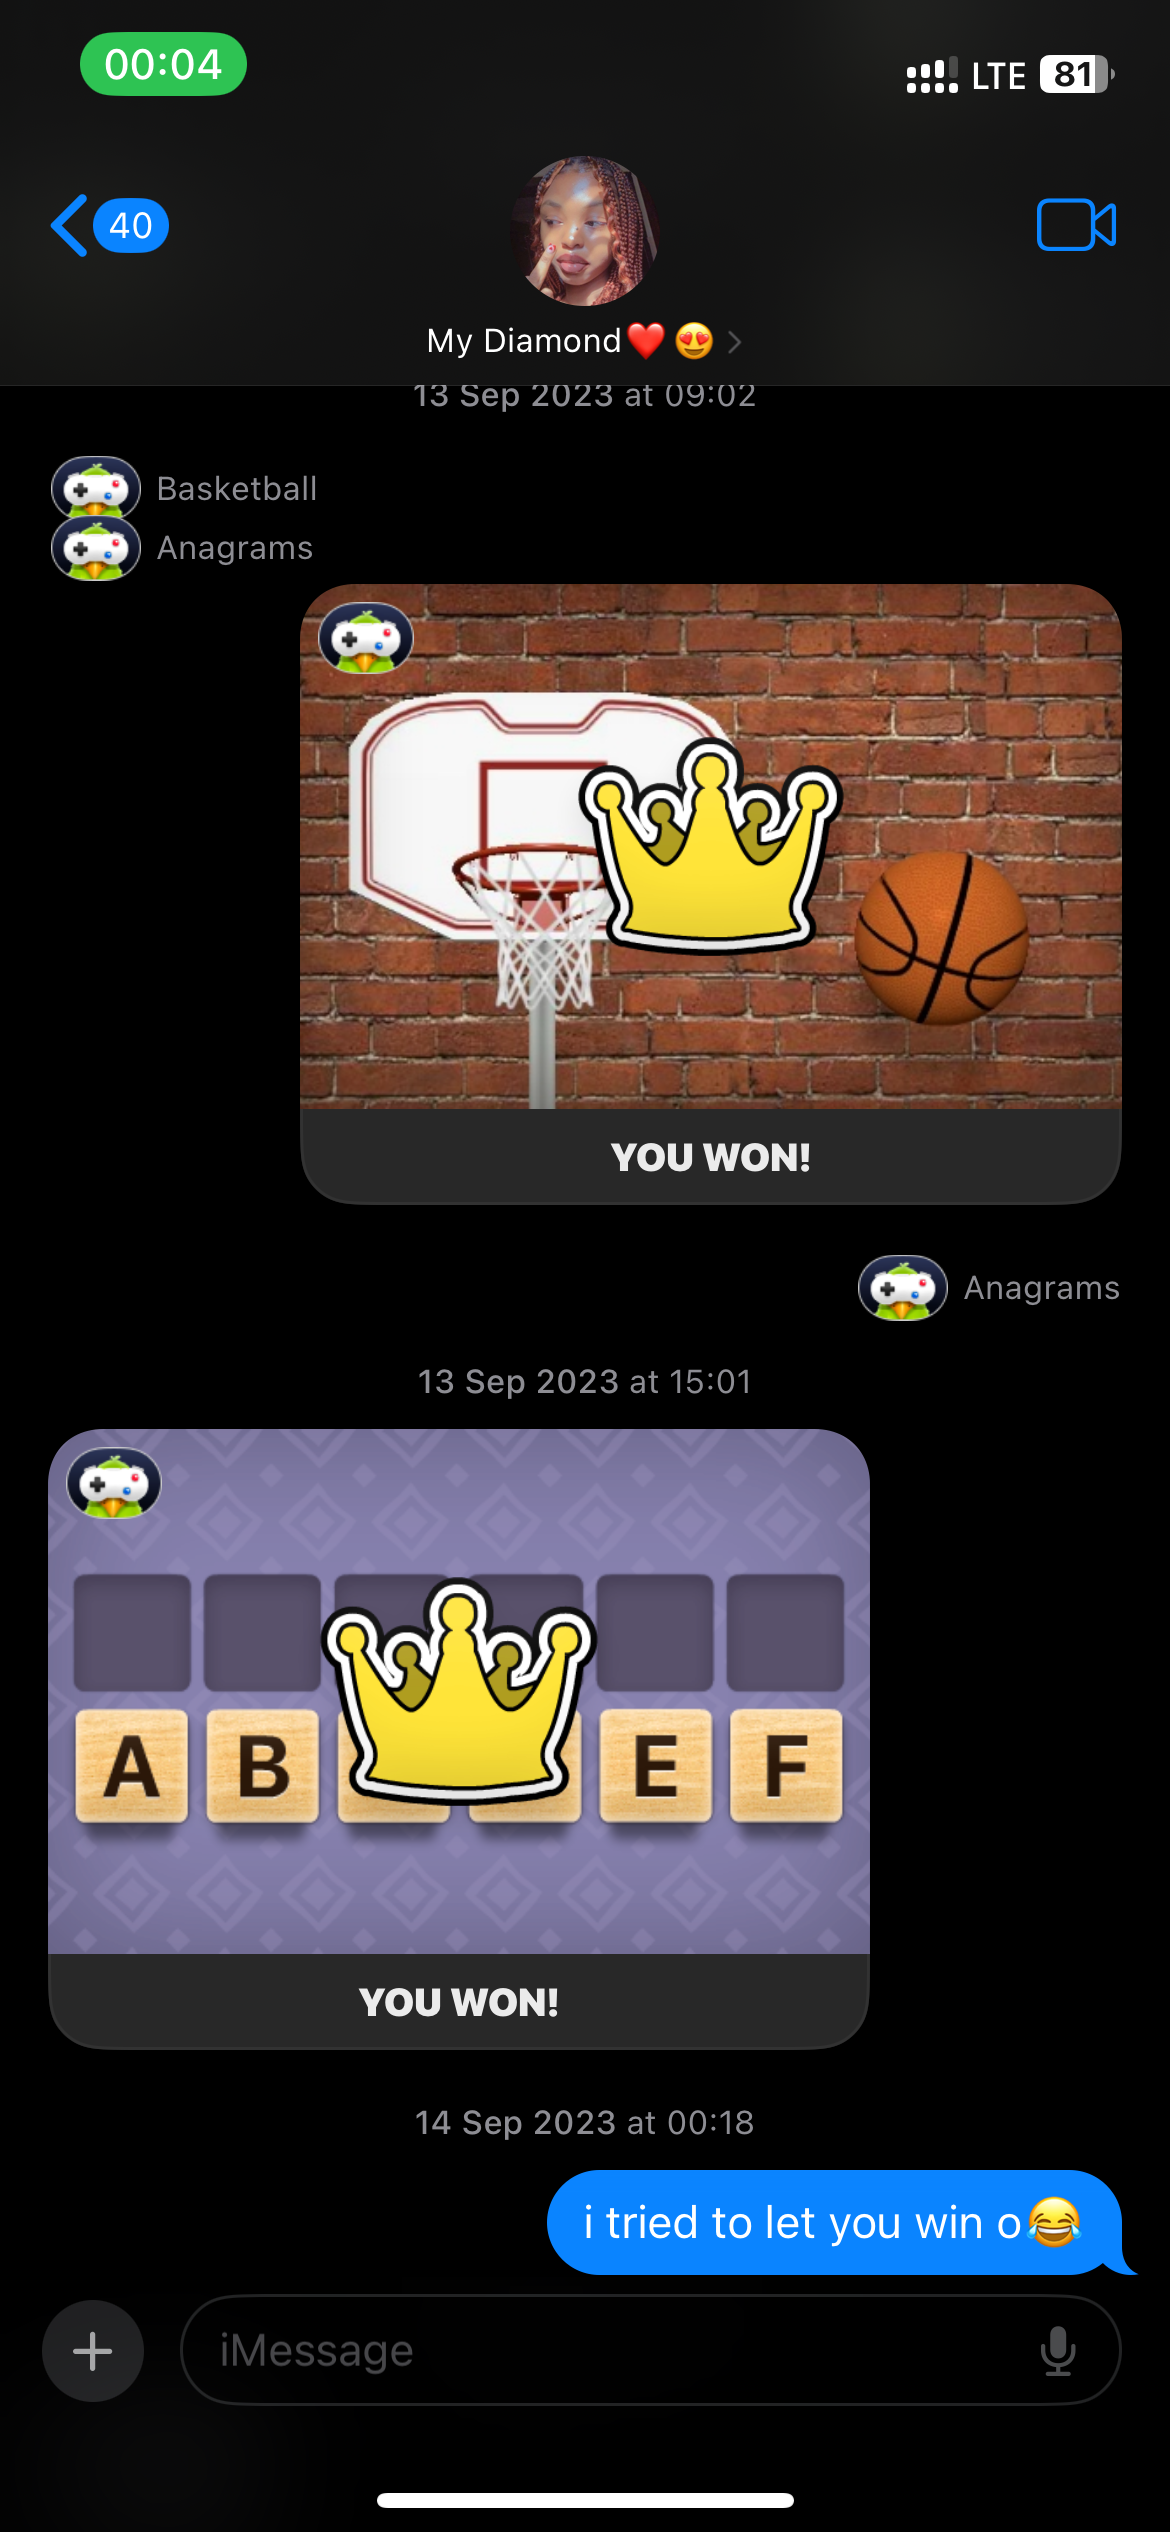 00:04
LTE 81
40
My Diamond❤️😍
13 Sep 2023 at 09:02
Basketball
Anagrams
YOU WON!
Anagrams
13 Sep 2023 at 15:01
A B E F
YOU WON!
14 Sep 2023 at 00:18
i tried to let you win o😂
iMessage